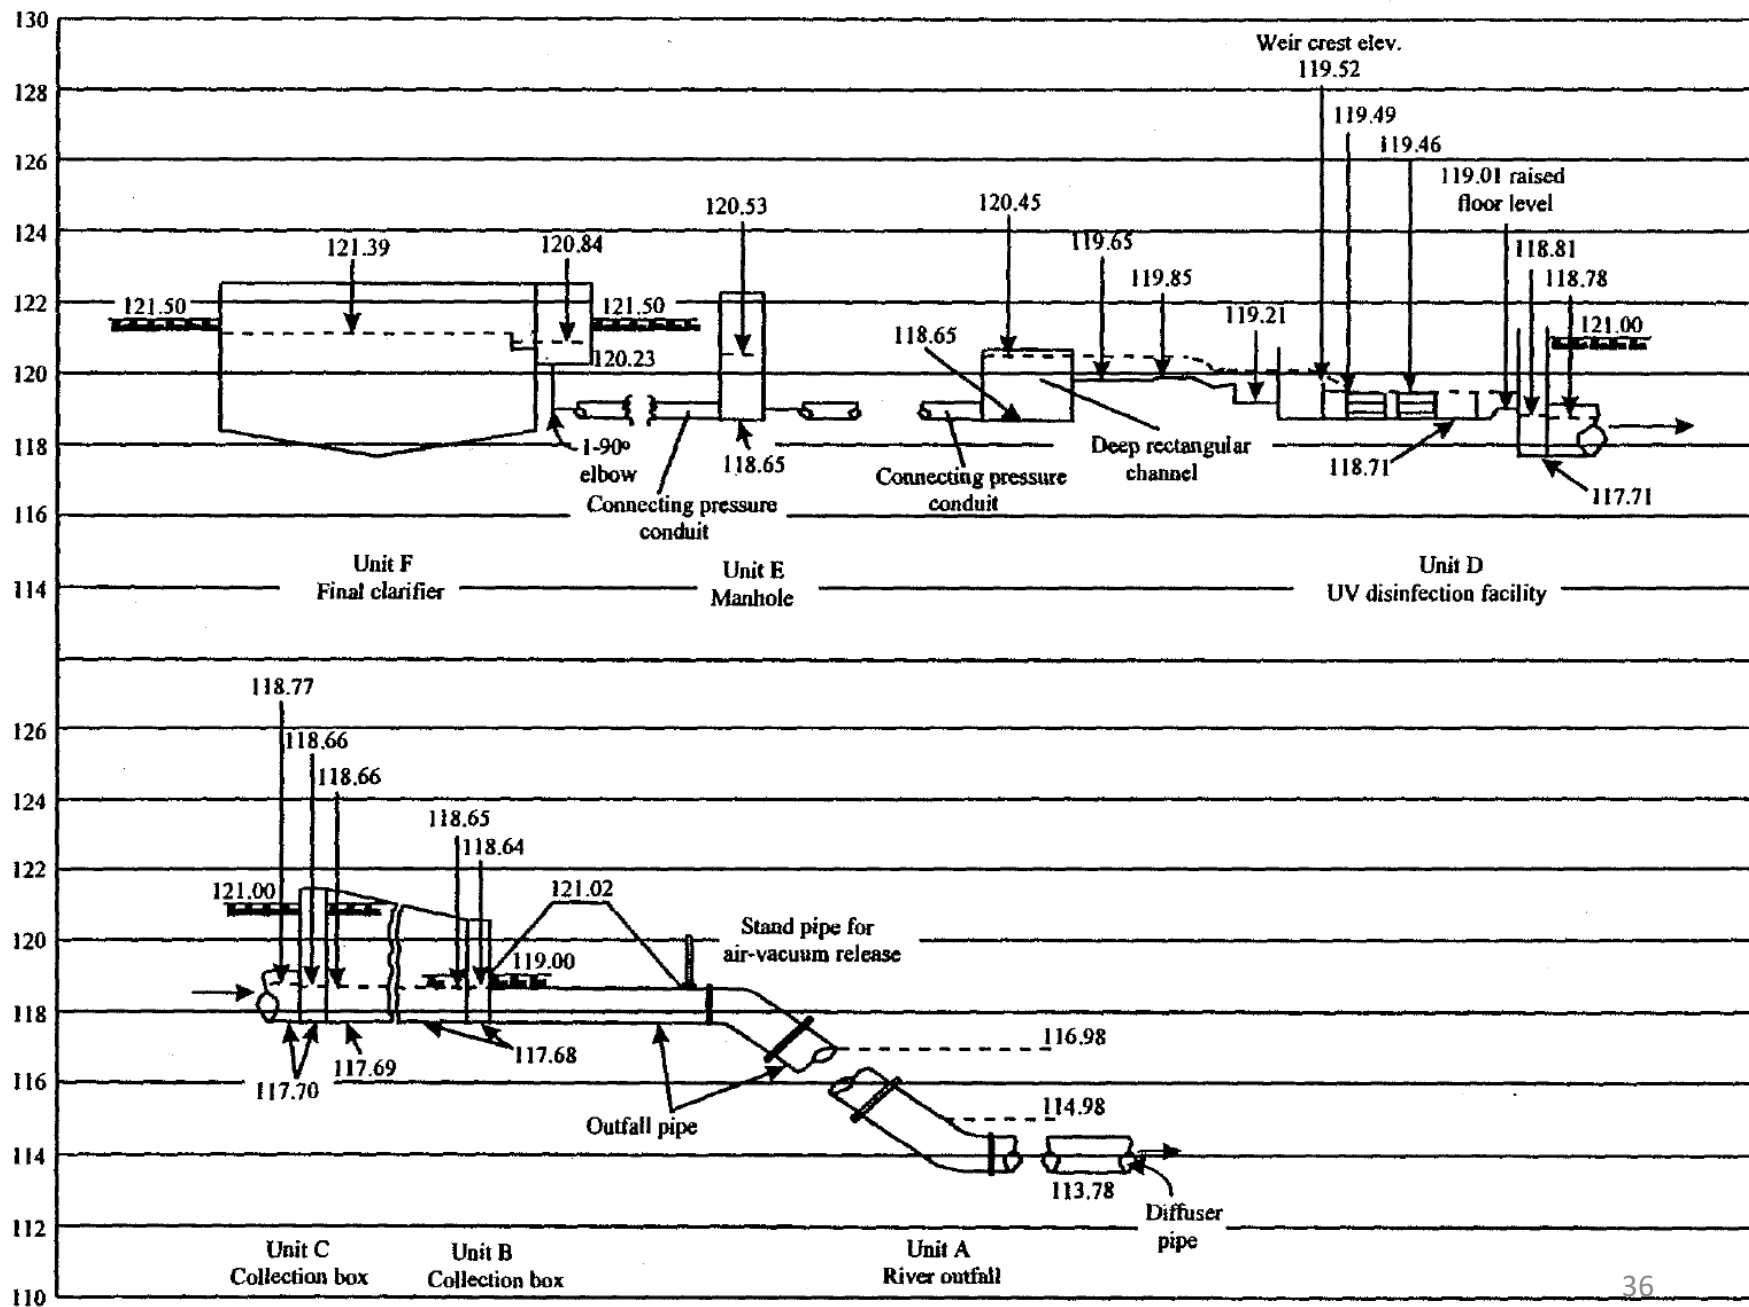 130
128
126
124
122
120
118
116
114
Weir crest elev.
119.52
119.49
119.46
119.01 raised
floor level
118.81
118.78
121.00
120.53
120.45
119.65
119.85
119.21
121.39
120.84
121.50
121.50
120.23
118.65
1-90º
elbow
118.65
Connecting pressure
conduit
Connecting pressure
conduit
Deep rectangular
channel
118.71
117.71
Unit F
Final clarifier
Unit E
Manhole
Unit D
UV disinfection facility
126
124
122
120
118
116
114
112
110
118.77
118.66
118.66
118.65
118.64
121.00
121.02
119.00
Stand pipe for
air-vacuum release
117.70
117.69
117.68
Outfall pipe
116.98
114.98
113.78
Diffuser
pipe
Unit C
Collection box
Unit B
Collection box
Unit A
River outfall
36